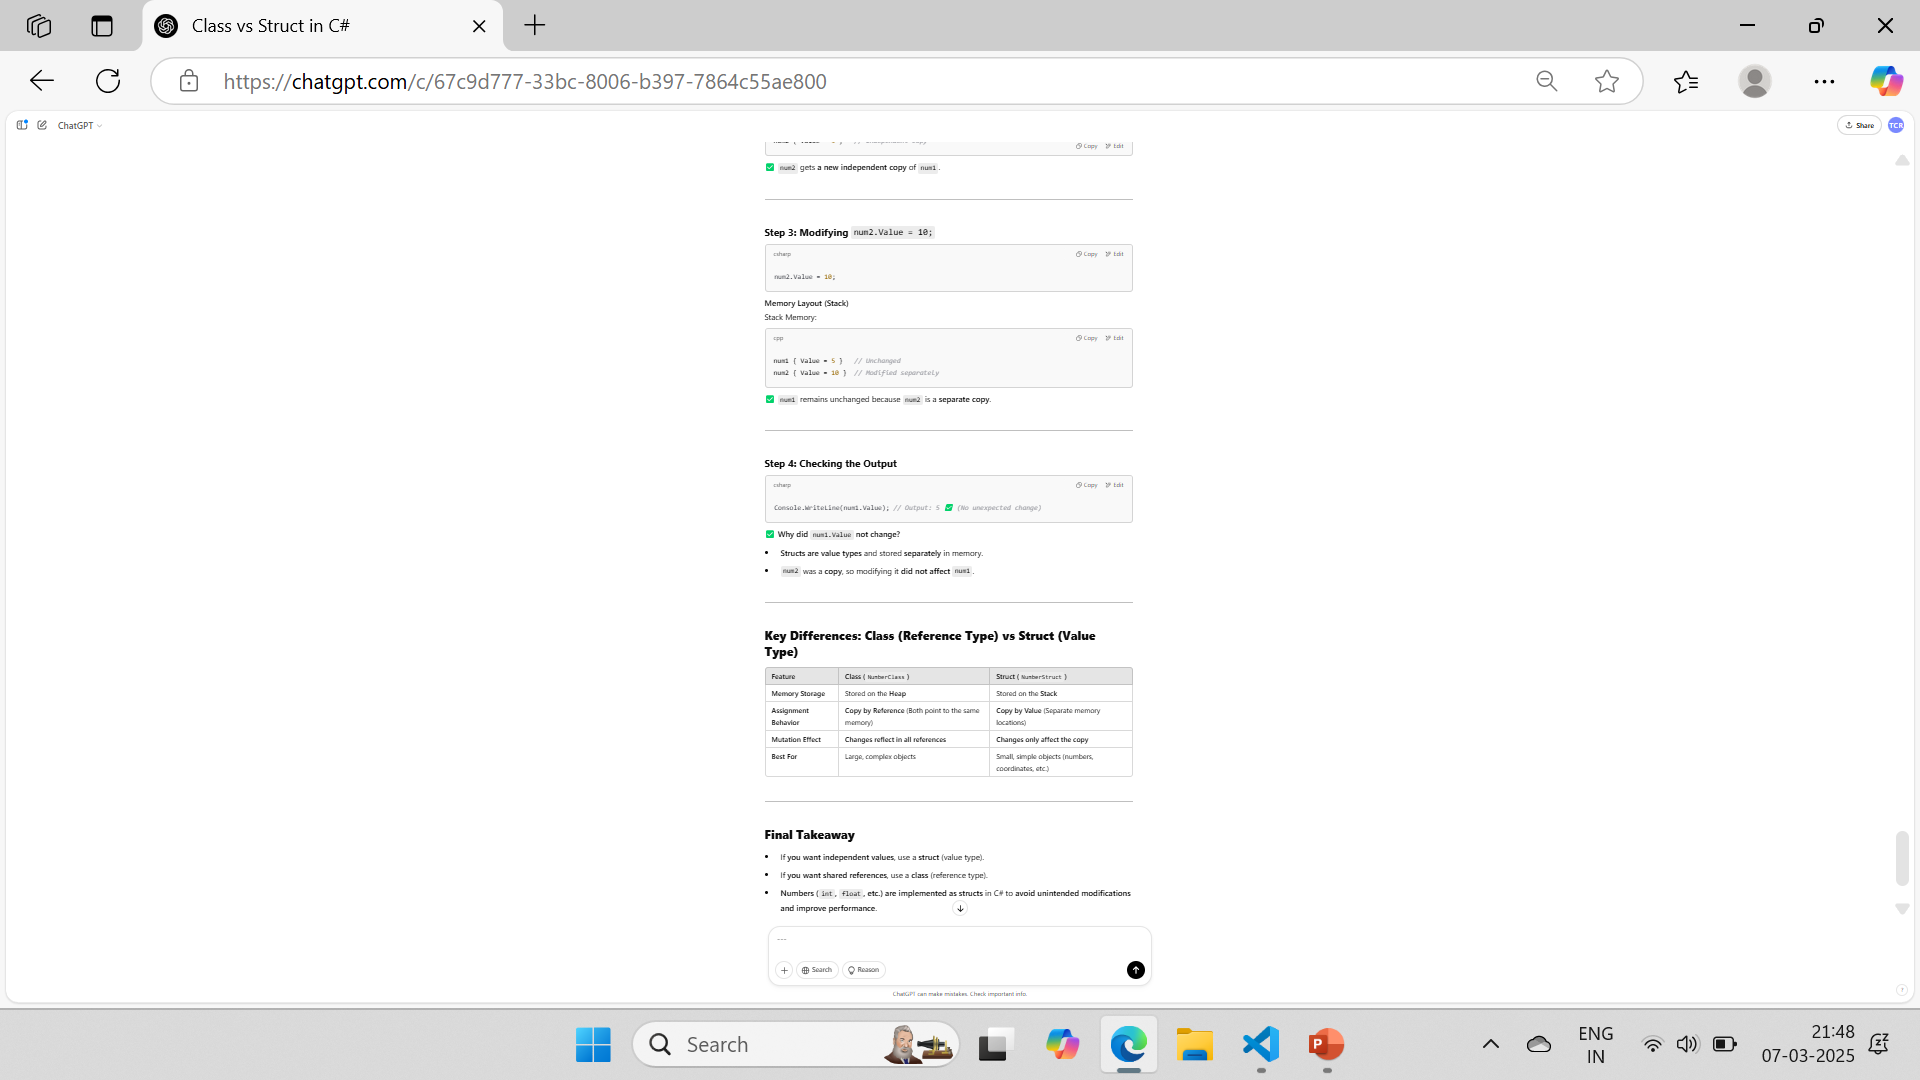 Class vs Struct in C#
https://chatgpt.com/c/67c9d777-33bc-8006-b397-7864c55ae800
ChatGPT
Share
TCR
Copy Edit
✅ num2 gets a new independent copy of num1.
Step 3: Modifying num2.Value = 10;
csharp
Copy Edit
num2.Value = 10;
Memory Layout (Stack)
Stack Memory:
cpp
Copy Edit
num1 { Value = 5 } // Unchanged
num2 { Value = 10 } // Modified separately
✅ num1 remains unchanged because num2 is a separate copy.
Step 4: Checking the Output
csharp
Copy Edit
Console.WriteLine(num1.Value); // Output: 5 ✅ (No unexpected change)
✅ Why did num1.Value not change?
• Structs are value types and stored separately in memory.
• num2 was a copy, so modifying it did not affect num1.
Key Differences: Class (Reference Type) vs Struct (Value
Type)
Feature Class ( NumberClass ) Struct ( NumberStruct )
Memory Storage Stored on the Heap Stored on the Stack
Assignment Copy by Reference (Both point to the same Copy by Value (Separate memory
Behavior memory) locations)
Mutation Effect Changes reflect in all references Changes only affect the copy
Best For Large, complex objects Small, simple objects (numbers,
coordinates, etc.)
Final Takeaway
• If you want independent values, use a struct (value type).
• If you want shared references, use a class (reference type).
• Numbers ( int, float, etc.) are implemented as structs in C# to avoid unintended modifications
and improve performance.
---
Search Reason
ChatGPT can make mistakes. Check important info.
?
Search
P
ENG
IN
21:48
07-03-2025